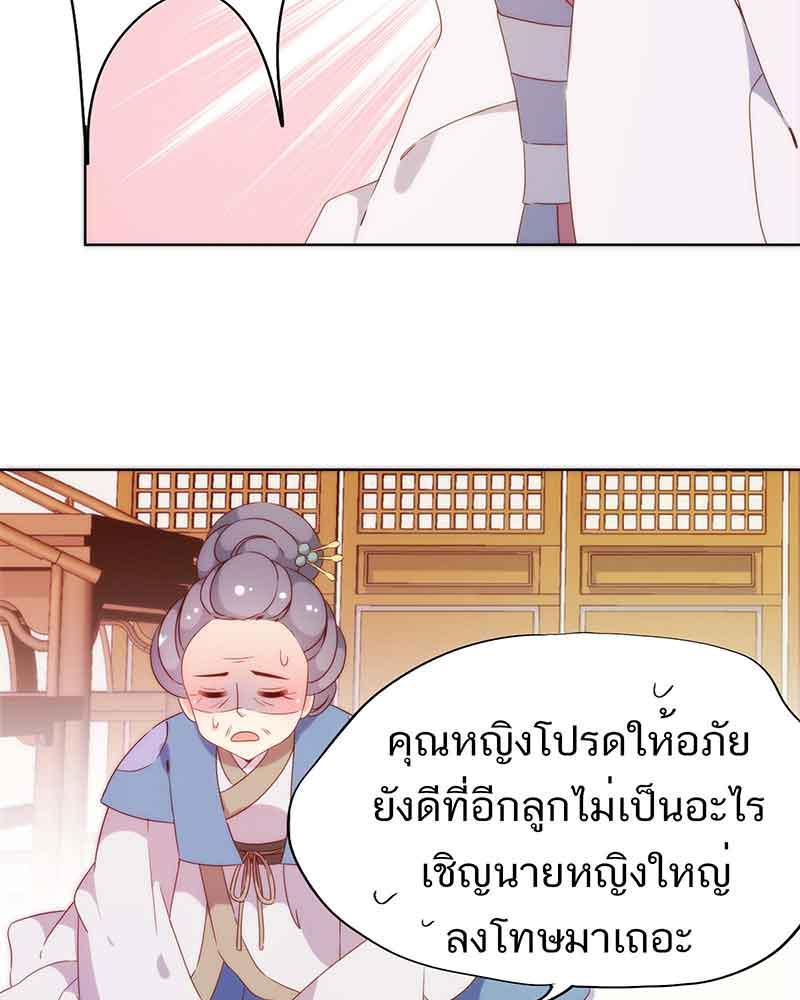 คุณหญิงโปรดให้อภัย
ยังดีที่อีกลูกไม่เป็นอะไร
เชิญนายหญิงใหญ่
ลงโทษมาเถอะ